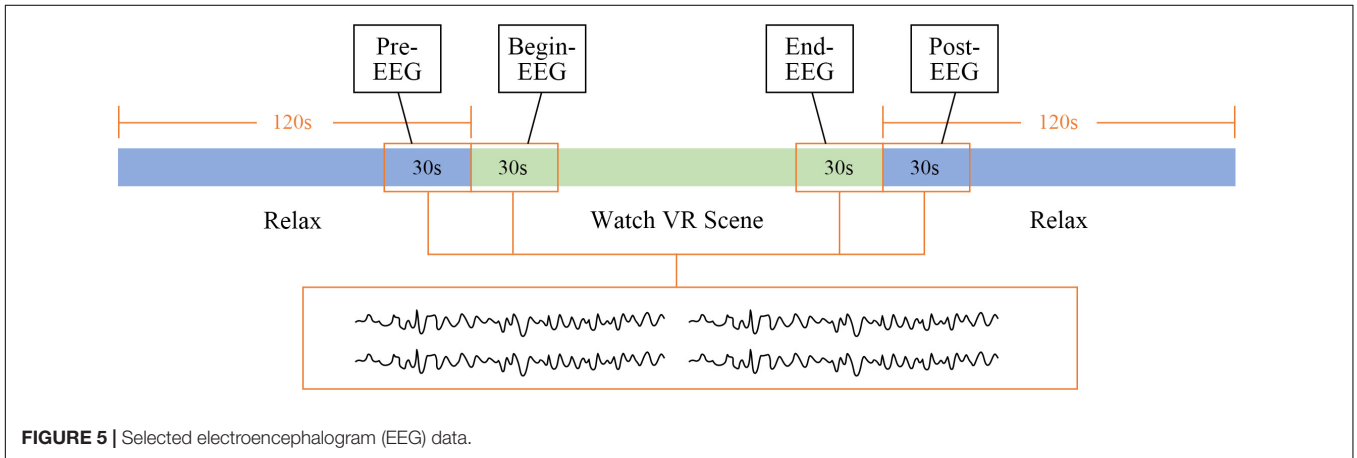 Pre-
EEG
Begin-
EEG
End-
EEG
Post-
EEG
120s
120s
30s
30s
30s
30s
Relax
Watch VR Scene
Relax
FIGURE 5 | Selected electroencephalogram (EEG) data.